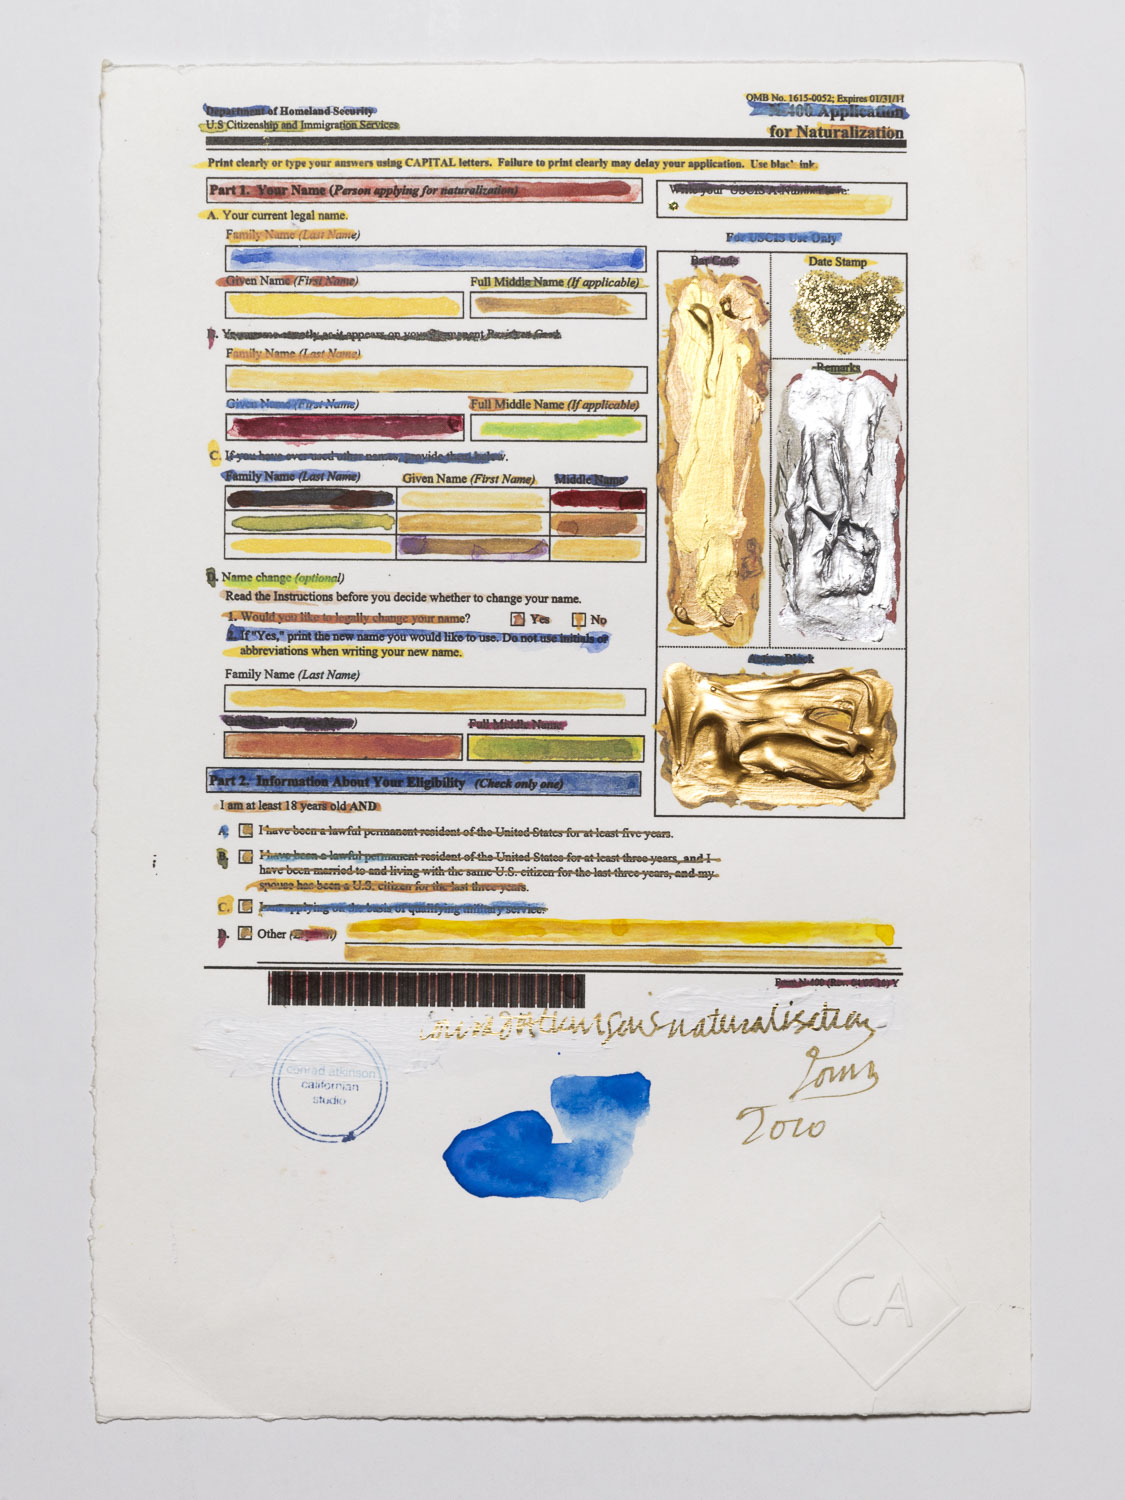 Department of Homeland Security
U.S Citizenship and Immigration Services
OMB No. 1615-0052; Expires 01/31/11
N-400 Application
for Naturalization
Print clearly or type your answers using CAPITAL letters. Failure to print clearly may delay your application. Use black ink.
Part 1. Your Name (Person applying for naturalization)
Write your USCIS A-Number here:
A. Your current legal name.
Family Name (Last Name)
Given Name (First Name) Full Middle Name (If applicable)
B. Your name exactly as it appears on your Permanent Resident Card.
Family Name (Last Name)
Given Name (First Name) Full Middle Name (If applicable)
C. If you have ever used other names, provide them below.
Family Name (Last Name) Given Name (First Name) Middle Name
D. Name change (optional)
Read the Instructions before you decide whether to change your name.
1. Would you like to legally change your name? Yes No
2. If "Yes," print the new name you would like to use. Do not use initials or
abbreviations when writing your new name.
Family Name (Last Name)
Given Name (First Name) Full Middle Name
For USCIS Use Only
Bar Code Date Stamp
Remarks
Action Block
Part 2. Information About Your Eligibility (Check only one)
I am at least 18 years old AND
A. I have been a lawful permanent resident of the United States for at least five years.
B. I have been a lawful permanent resident of the United States for at least three years, and I
have been married to and living with the same U.S. citizen for the last three years, and my
spouse has been a U.S. citizen for the last three years.
C. I am applying on the basis of qualifying military service.
D. Other
Form N-400 Y
naturalisation
form
2010
conrad atkinson
californian
studio
CA